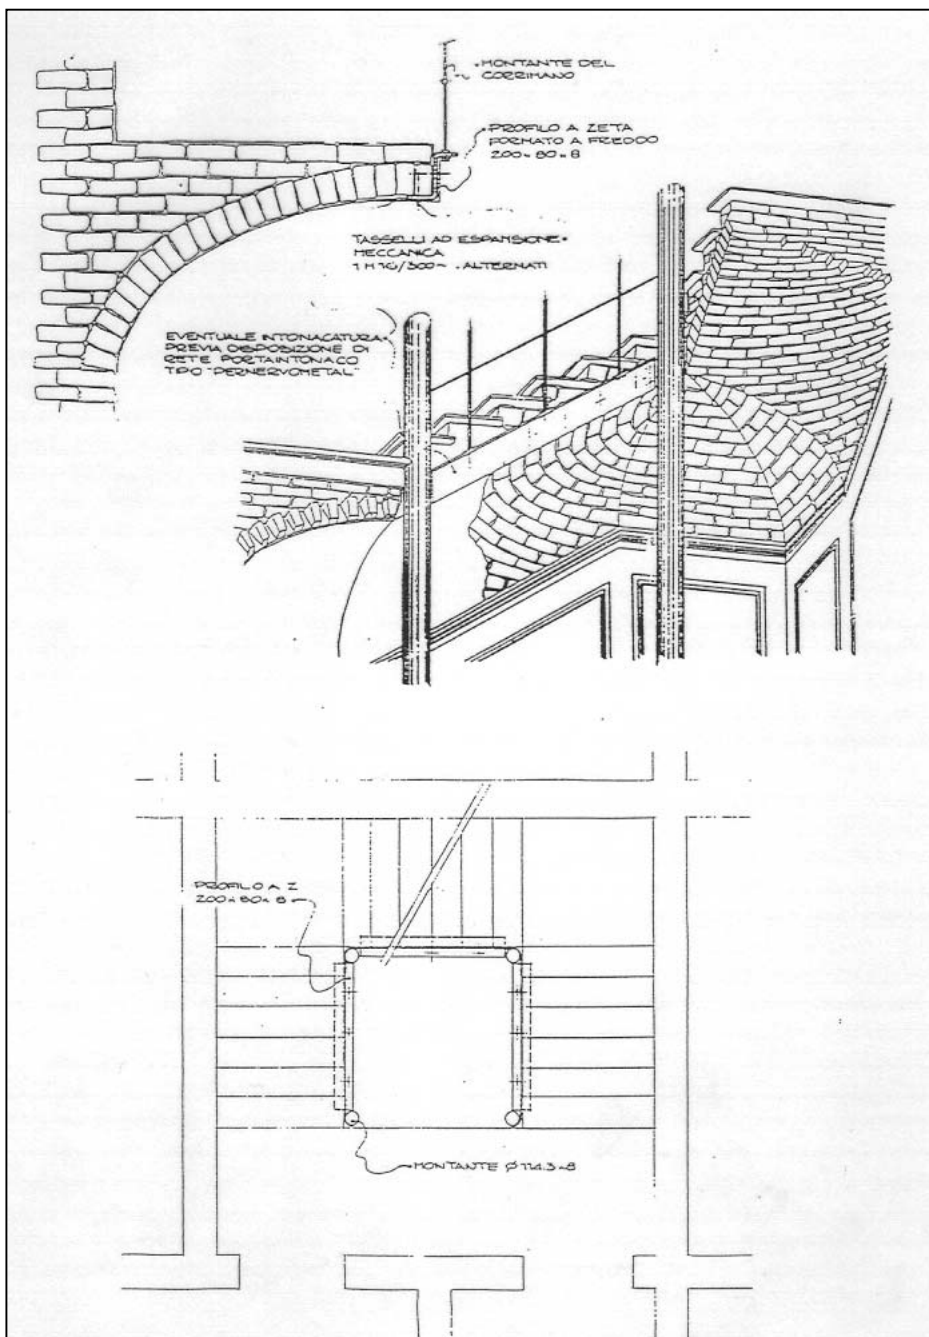 MONTANTE DEL
CORRIMANO
PROFILO A ZETA
FORMATO A FREDDO
200 × 80 × 8
TASSELLI AD ESPANSIONE
MECCANICA
ALTERNATI
EVENTUALE INTONACATURA
PREVIA DISPOSIZIONE DI
RETE PORTAINTONACO
TIPO "PERNERVOMETAL"
PROFILO A Z
200 × 80 × 8
MONTANTE Ø 114.3 × 8